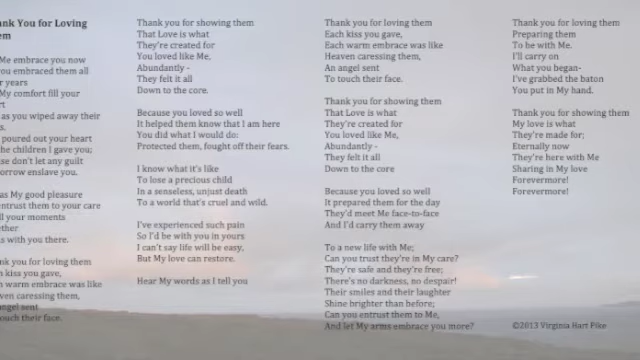 nk You for Loving
em
Me embrace you now
ou embraced them all
r years
My comfort fill your
rt
as you wiped away their
s.
poured out your heart
he children I gave you;
se don't let any guilt
orrow enslave you.
as My good pleasure
entrust them to your care
ll your moments
ether
s with you there.
nk you for loving them
h kiss you gave,
h warm embrace was like
ven caressing them,
angel sent
ouch their face.
Thank you for showing them
That Love is what
They're created for
You loved like Me,
Abundantly -
They felt it all
Down to the core.
Because you loved so well
It helped them know that I am here
You did what I would do:
Protected them, fought off their fears.
I know what it's like
To lose a precious child
In a senseless, unjust death
To a world that's cruel and wild.
I've experienced such pain
So I'd be with you in yours
I can't say life will be easy,
But My love can restore.
Hear My words as I tell you
Thank you for loving them
Each kiss you gave,
Each warm embrace was like
Heaven caressing them,
An angel sent
To touch their face.
Thank you for showing them
That Love is what
They're created for
You loved like Me,
Abundantly -
They felt it all
Down to the core
Because you loved so well
It prepared them for the day
They'd meet Me face-to-face
And I'd carry them away
To a new life with Me;
Can you trust they're in My care?
They're safe and they're free;
There's no darkness, no despair!
Their smiles and their laughter
Shine brighter than before;
Can you entrust them to Me,
And let My arms embrace you more?
Thank you for loving them
Preparing them
To be with Me.
I'll carry on
What you began-
I've grabbed the baton
You put in My hand.
Thank you for showing them
My love is what
They're made for;
Eternally now
They're here with Me
Sharing in My love
Forevermore!
Forevermore!
©2013 Virginia Hart Pike